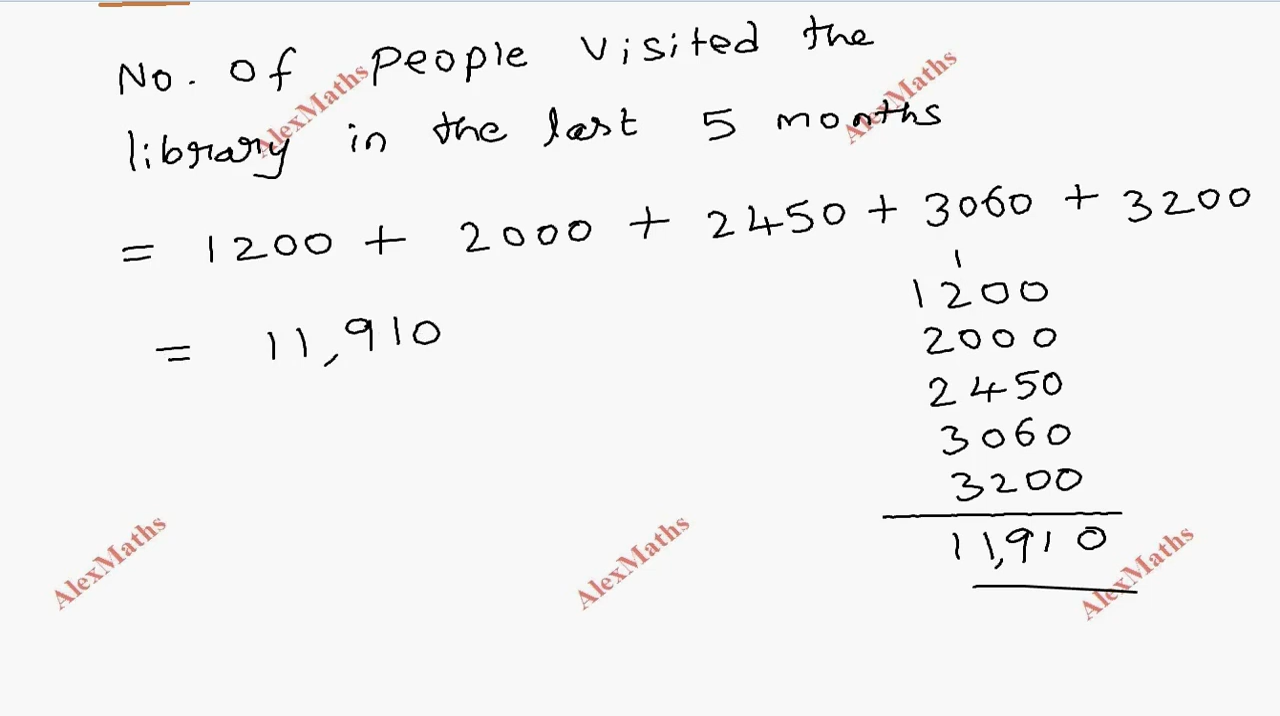 No. of people visited the
library in the last 5 months
= 1200 + 2000 + 2450 + 3060 + 3200
= 11,910
1
1200
2000
2450
3060
3200
11,910
AlexMaths
AlexMaths
AlexMaths
AlexMaths
AlexMaths